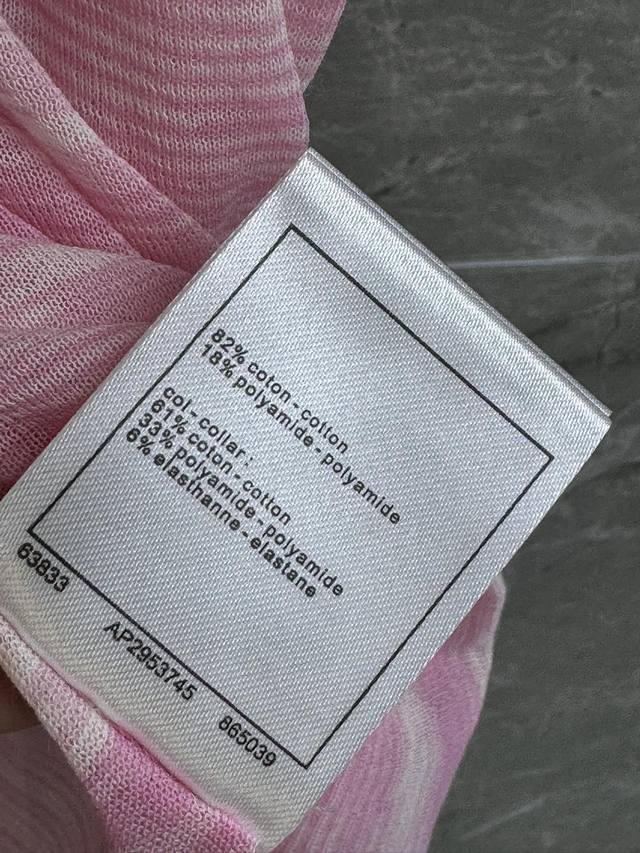 82% coton - cotton
18% polyamide - polyamide
col - collar :
61% coton - cotton
33% polyamide - polyamide
6% elasthanne - elastane
63833
AP2953745
865039